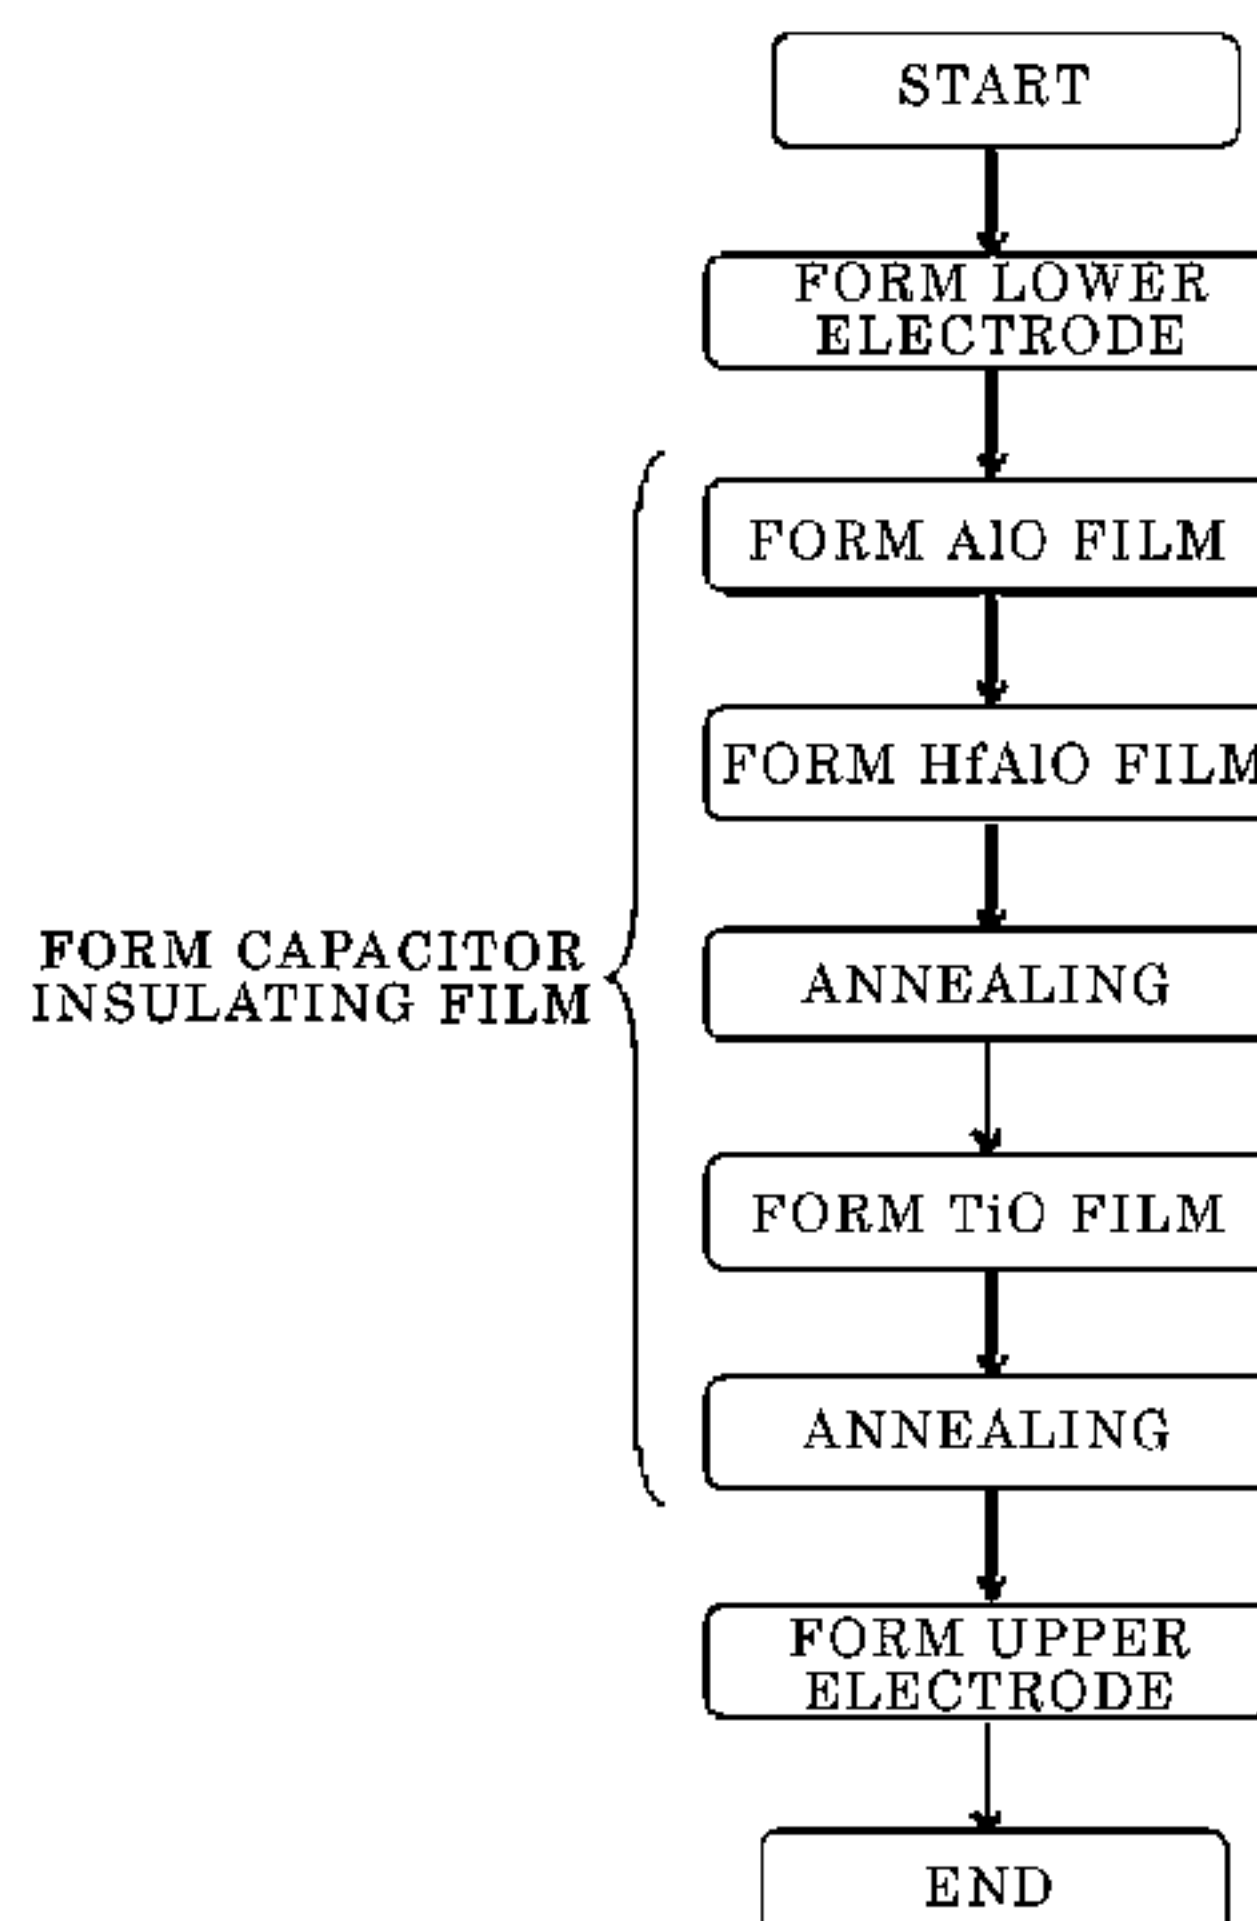 START
FORM LOWER
ELECTRODE
FORM AlO FILM
FORM HfAlO FILM
FORM CAPACITOR
INSULATING FILM
ANNEALING
FORM TiO FILM
ANNEALING
FORM UPPER
ELECTRODE
END